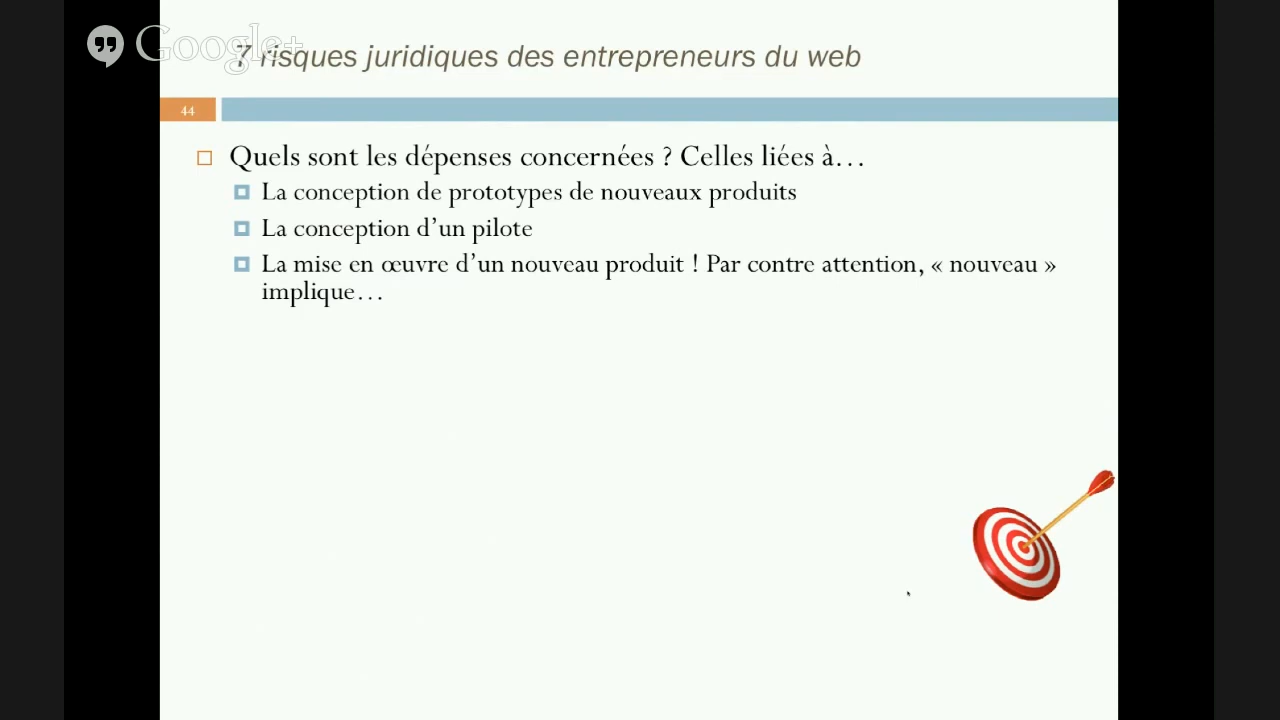 Google+
7 risques juridiques des entrepreneurs du web
44
Quels sont les dépenses concernées ? Celles liées à…
La conception de prototypes de nouveaux produits
La conception d’un pilote
La mise en œuvre d’un nouveau produit ! Par contre attention, « nouveau »
implique…